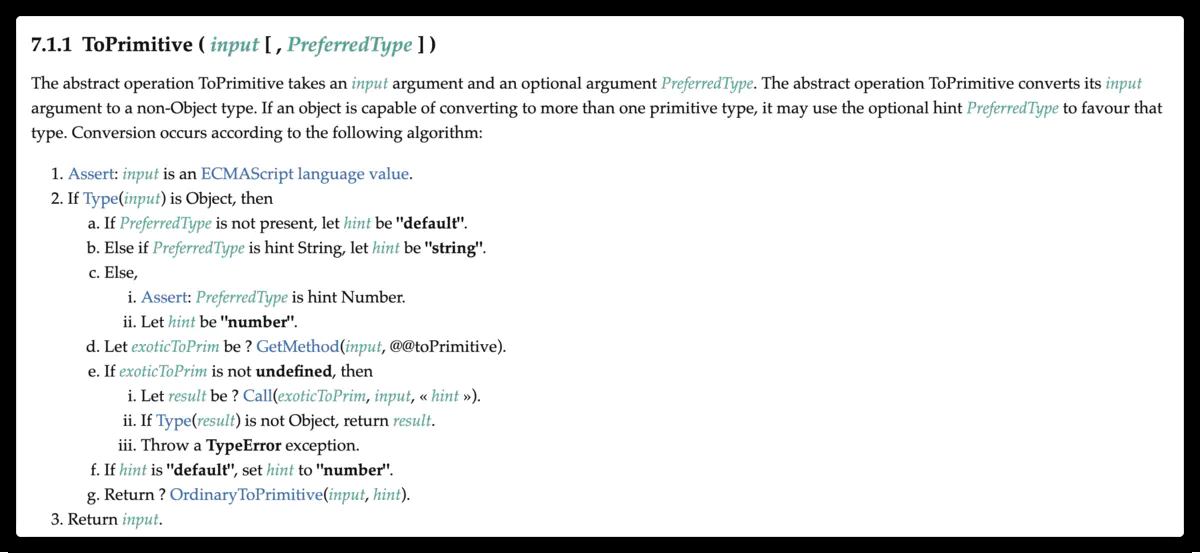 7.1.1 ToPrimitive ( input [ , PreferredType ] )
The abstract operation ToPrimitive takes an input argument and an optional argument PreferredType. The abstract operation ToPrimitive converts its input
argument to a non-Object type. If an object is capable of converting to more than one primitive type, it may use the optional hint PreferredType to favour that
type. Conversion occurs according to the following algorithm:
1. Assert: input is an ECMAScript language value.
2. If Type(input) is Object, then
a. If PreferredType is not present, let hint be "default".
b. Else if PreferredType is hint String, let hint be "string".
c. Else,
i. Assert: PreferredType is hint Number.
ii. Let hint be "number".
d. Let exoticToPrim be ? GetMethod(input, @@toPrimitive).
e. If exoticToPrim is not undefined, then
i. Let result be ? Call(exoticToPrim, input, « hint »).
ii. If Type(result) is not Object, return result.
iii. Throw a TypeError exception.
f. If hint is "default", set hint to "number".
g. Return ? OrdinaryToPrimitive(input, hint).
3. Return input.